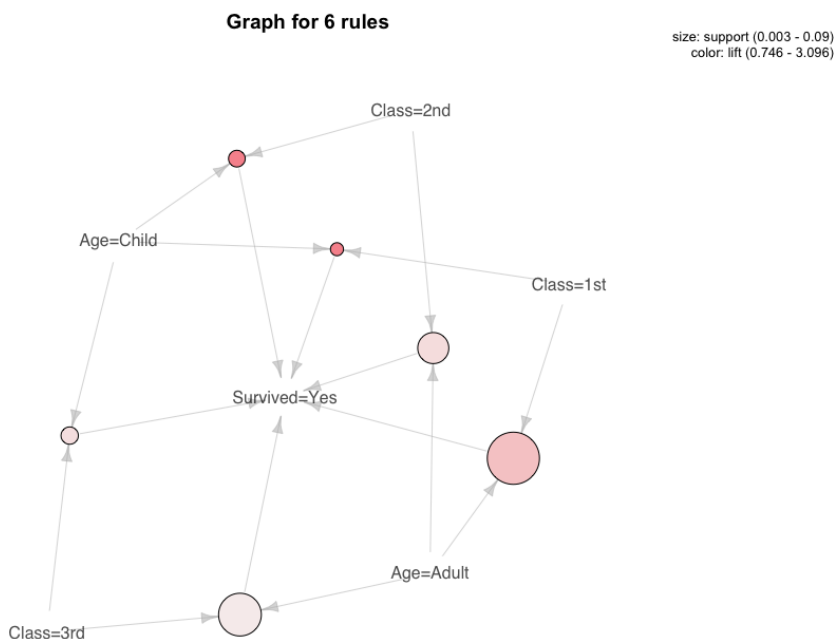 Graph for 6 rules
size: support (0.003 - 0.09)
color: lift (0.746 - 3.096)
Class=2nd
Age=Child
Class=1st
Survived=Yes
Age=Adult
Class=3rd